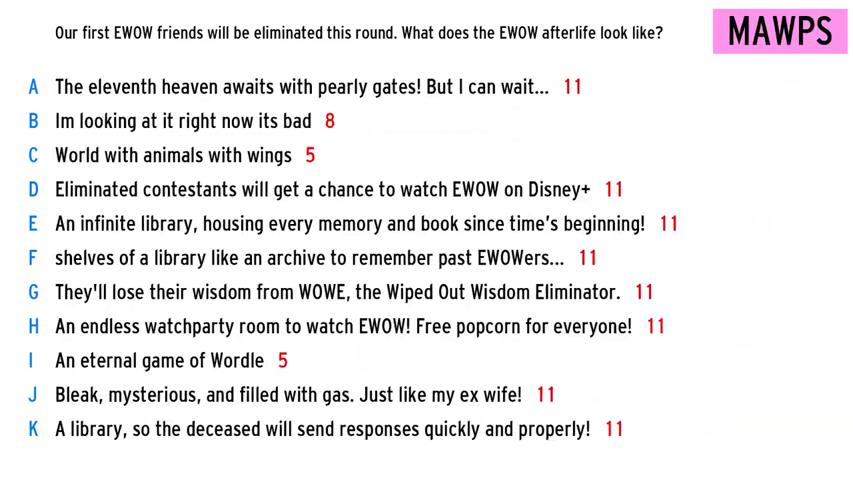 Our first EWOW friends will be eliminated this round. What does the EWOW afterlife look like?
MAWPS
A The eleventh heaven awaits with pearly gates! But I can wait... 11
B Im looking at it right now its bad 8
C World with animals with wings 5
D Eliminated contestants will get a chance to watch EWOW on Disney+ 11
E An infinite library, housing every memory and book since time's beginning! 11
F shelves of a library like an archive to remember past EWOWers... 11
G They'll lose their wisdom from WOWE, the Wiped Out Wisdom Eliminator. 11
H An endless watchparty room to watch EWOW! Free popcorn for everyone! 11
I An eternal game of Wordle 5
J Bleak, mysterious, and filled with gas. Just like my ex wife! 11
K A library, so the deceased will send responses quickly and properly! 11